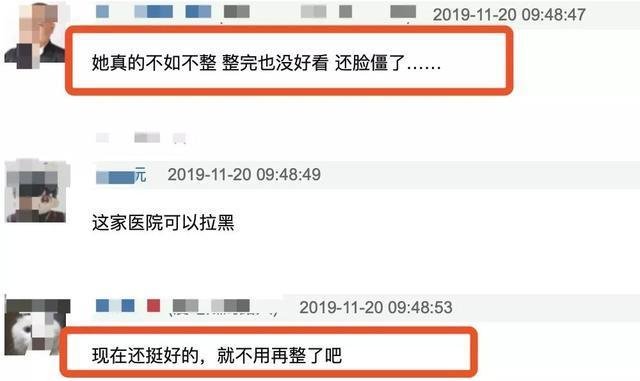 2019-11-20 09:48:47
她真的不如不整 整完也没好看 还脸僵了……
元 2019-11-20 09:48:49
这家医院可以拉黑
2019-11-20 09:48:53
现在还挺好的，就不用再整了吧